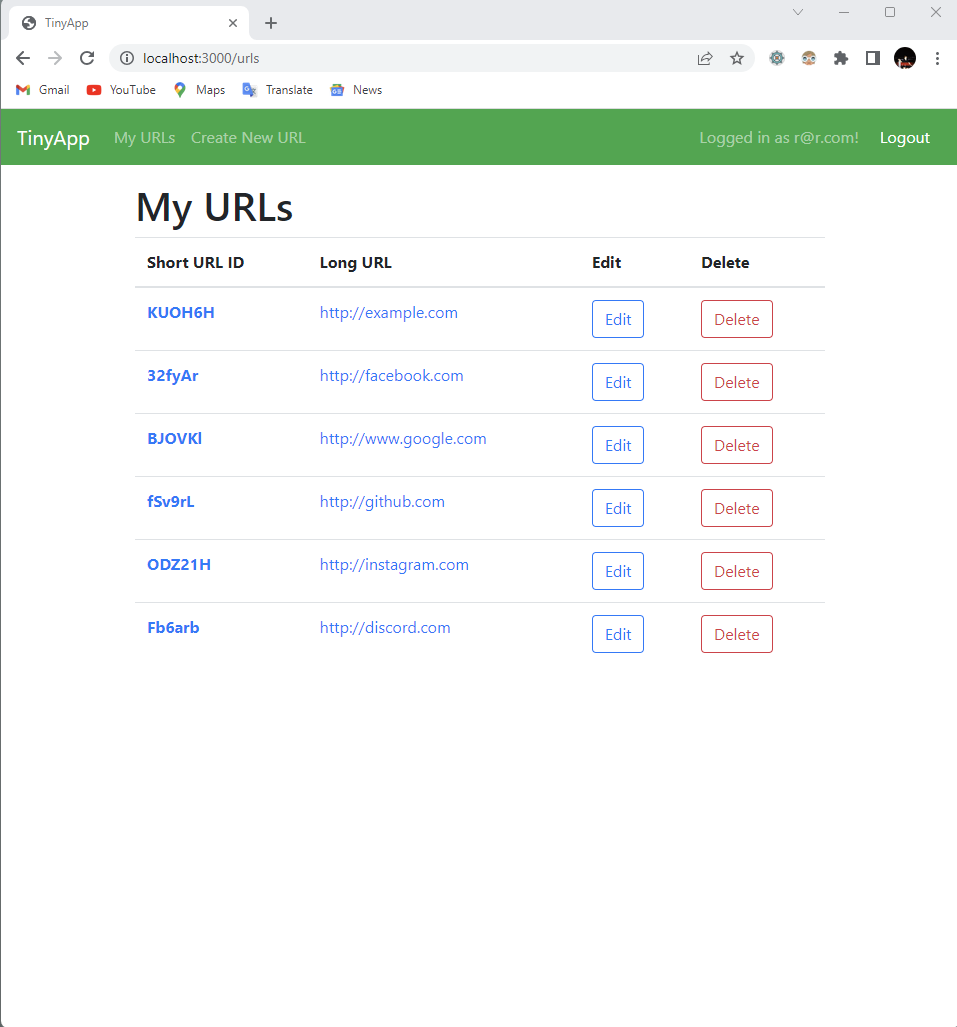 TinyApp
localhost:3000/urls
Gmail YouTube Maps Translate News
TinyApp My URLs Create New URL Logged in as r@r.com! Logout
My URLs
Short URL ID Long URL Edit Delete
KUOH6H http://example.com Edit Delete
32fyAr http://facebook.com Edit Delete
BJOVKl http://www.google.com Edit Delete
fSv9rL http://github.com Edit Delete
ODZ21H http://instagram.com Edit Delete
Fb6arb http://discord.com Edit Delete